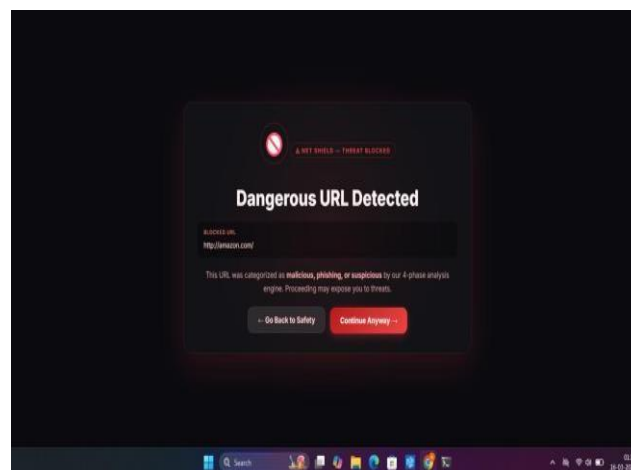 ⚠ NET SHIELD — THREAT BLOCKED
Dangerous URL Detected
BLOCKED URL
http://amazon.com/
This URL was categorized as malicious, phishing, or suspicious by our 4-phase analysis
engine. Proceeding may expose you to threats.
← Go Back to Safety
Continue Anyway →
Search